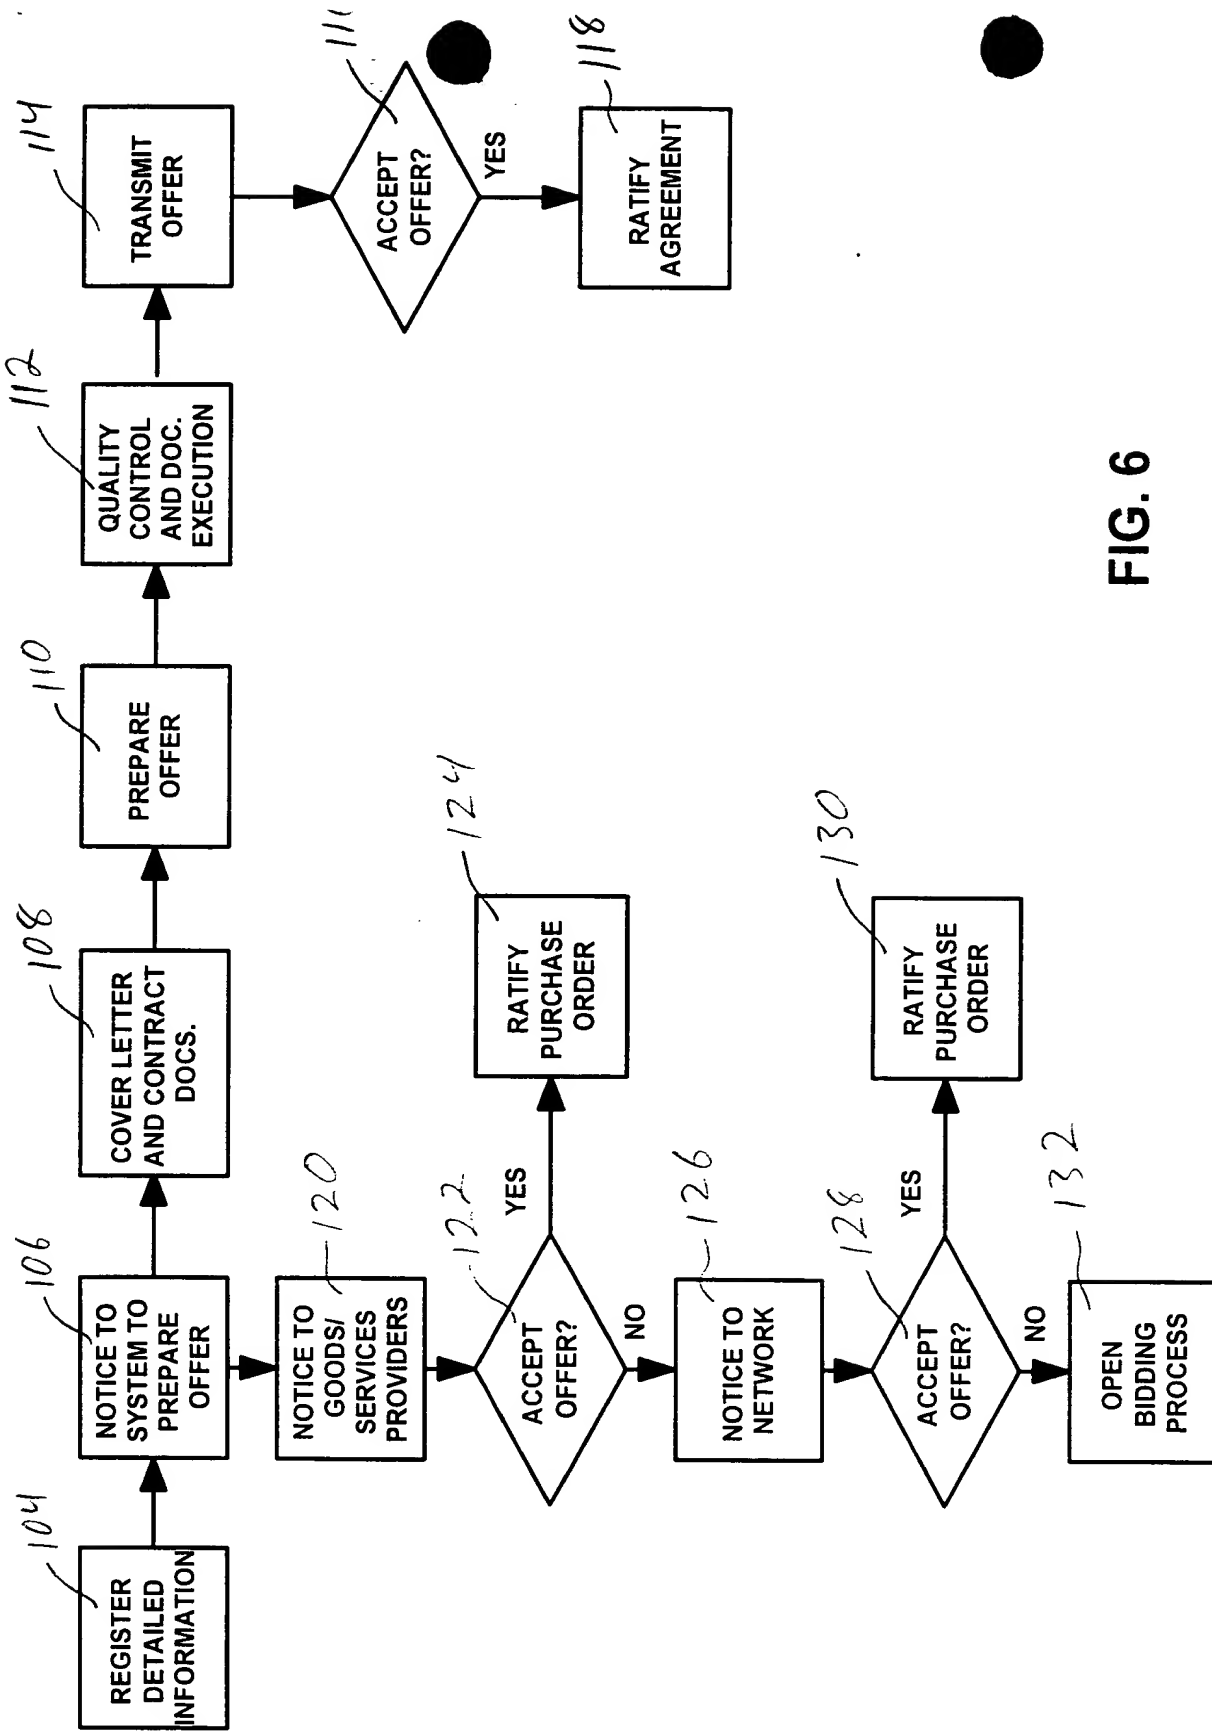 104
REGISTER
DETAILED
INFORMATION
106
NOTICE TO
SYSTEM TO
PREPARE
OFFER
108
COVER LETTER
AND CONTRACT
DOCS.
110
PREPARE
OFFER
112
QUALITY
CONTROL
AND DOC.
EXECUTION
114
TRANSMIT
OFFER
ACCEPT
OFFER?
YES
118
RATIFY
AGREEMENT
120
NOTICE TO
GOODS/
SERVICES
PROVIDERS
122
ACCEPT
OFFER?
YES
124
RATIFY
PURCHASE
ORDER
NO
126
NOTICE TO
NETWORK
128
ACCEPT
OFFER?
YES
130
RATIFY
PURCHASE
ORDER
NO
132
OPEN
BIDDING
PROCESS
FIG. 6